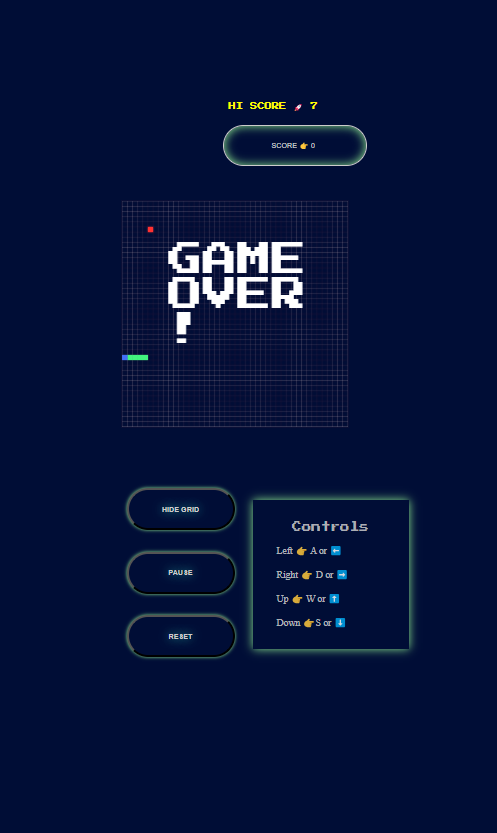 HI SCORE 🚀 7
SCORE 👉 0
GAME
OVER
!
HIDE GRID
PAUSE
RESET
Controls
Left 👉 A or ⬅️
Right 👉 D or ➡️
Up 👉 W or ⬆️
Down 👉 S or ⬇️